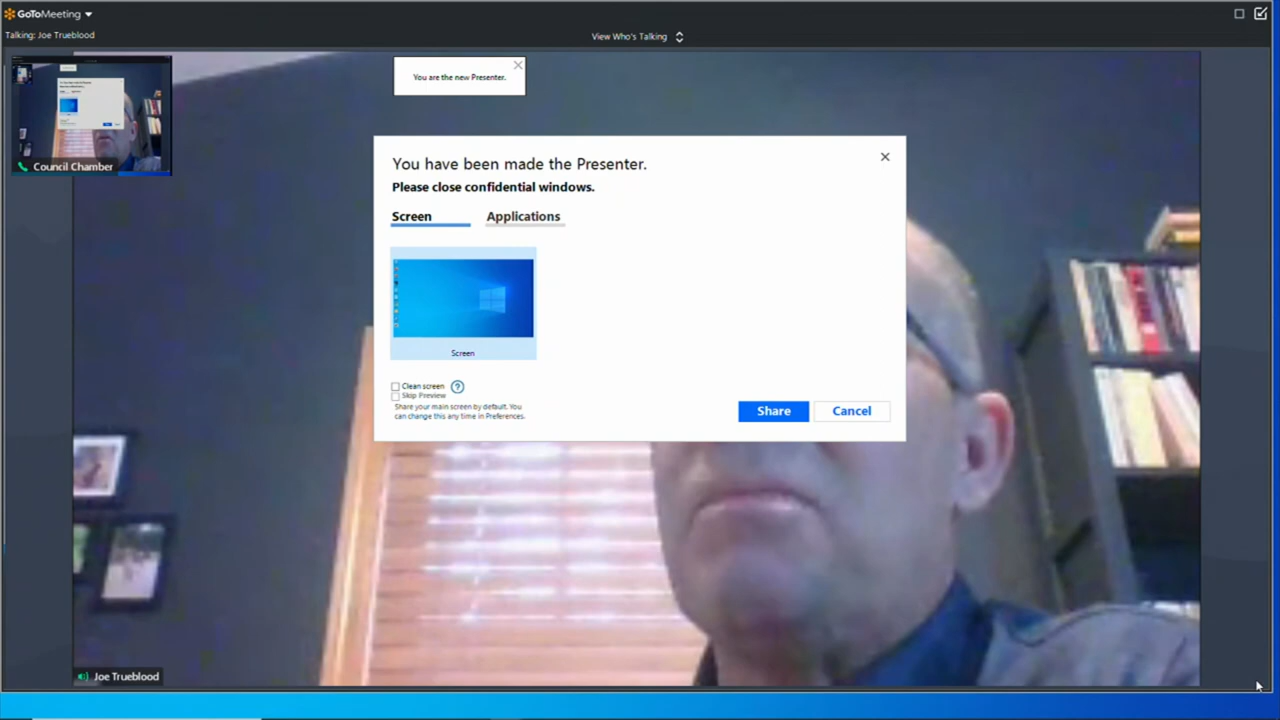 GoToMeeting
Talking: Joe Trueblood
View Who's Talking
You are the new Presenter.
Council Chamber
You have been made the Presenter.
Please close confidential windows.
Screen Applications
Screen
Clean screen ?
Skip Preview
Share your main screen by default. You
can change this any time in Preferences.
Share Cancel
Joe Trueblood